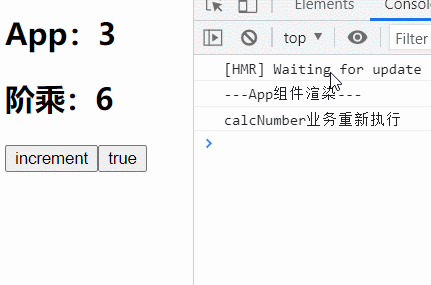 App：3
阶乘：6
increment true
Elements Console
top ▼ Filter
[HMR] Waiting for update
---App组件渲染---
calcNumber业务重新执行